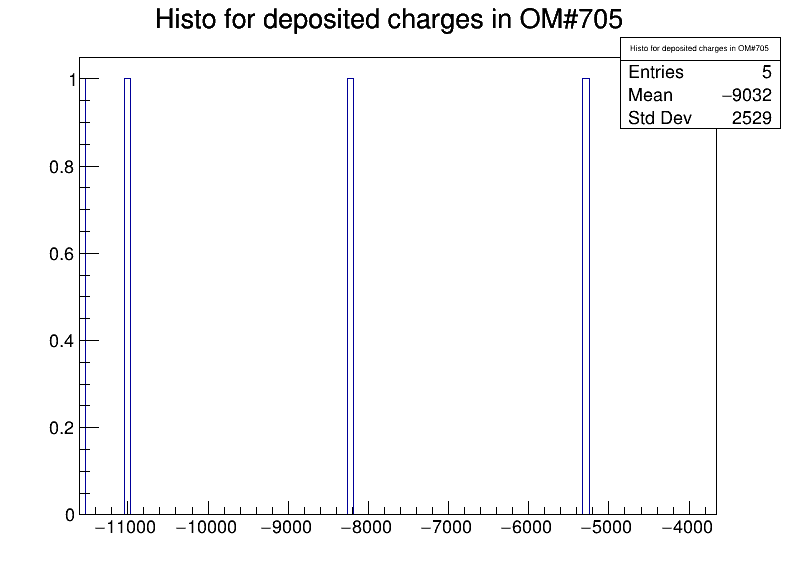 Histo for deposited charges in OM#705
Histo for deposited charges in OM#705
Entries 5
Mean −9032
Std Dev 2529
1
0.8
0.6
0.4
0.2
0
−11000 −10000 −9000 −8000 −7000 −6000 −5000 −4000